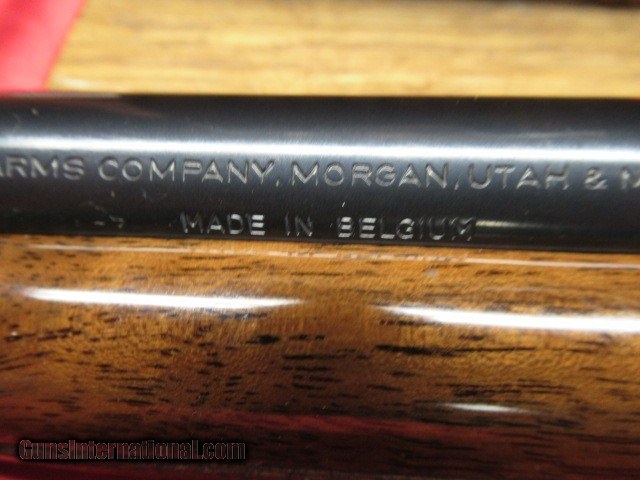 ARMS COMPANY, MORGAN, UTAH & M
MADE IN BELGIUM
GunsInternational.com